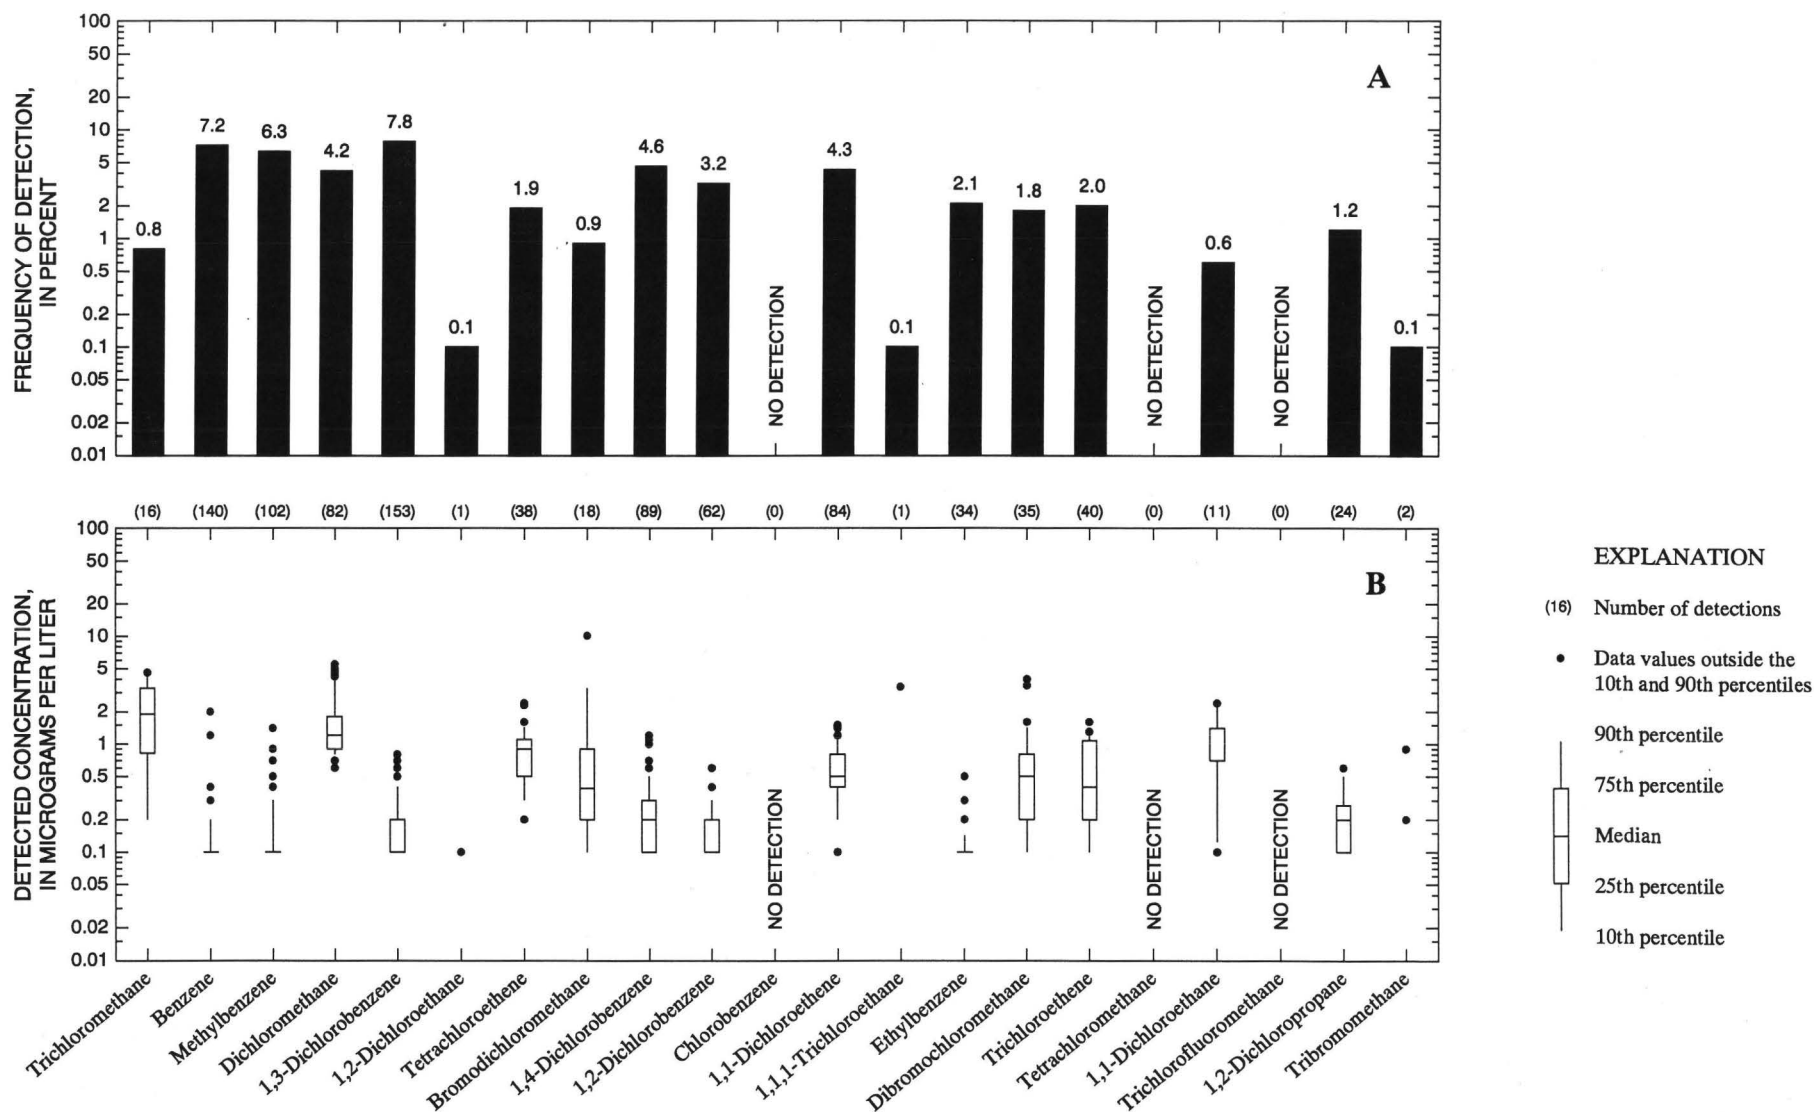 A
FREQUENCY OF DETECTION,
IN PERCENT
100
50
20
10
5
2
1
0.5
0.2
0.1
0.05
0.02
0.01
0.8
7.2
6.3
4.2
7.8
0.1
1.9
0.9
4.6
3.2
NO DETECTION
4.3
0.1
2.1
1.8
2.0
NO DETECTION
0.6
NO DETECTION
1.2
0.1
(16) (140) (102) (82) (153) (1) (38) (18) (89) (62) (0) (84) (1) (34) (35) (40) (0) (11) (0) (24) (2)
B
DETECTED CONCENTRATION,
IN MICROGRAMS PER LITER
100
50
20
10
5
2
1
0.5
0.2
0.1
0.05
0.02
0.01
NO DETECTION
NO DETECTION
NO DETECTION
Trichloromethane
Benzene
Methylbenzene
Dichloromethane
1,3-Dichlorobenzene
1,2-Dichloroethane
Tetrachloroethene
Bromodichloromethane
1,4-Dichlorobenzene
1,2-Dichlorobenzene
Chlorobenzene
1,1-Dichloroethene
1,1,1-Trichloroethane
Ethylbenzene
Dibromochloromethane
Trichloroethene
Tetrachloromethane
1,1-Dichloroethane
Trichlorofluoromethane
1,2-Dichloropropane
Tribromomethane
EXPLANATION
(16) Number of detections
Data values outside the
10th and 90th percentiles
90th percentile
75th percentile
Median
25th percentile
10th percentile